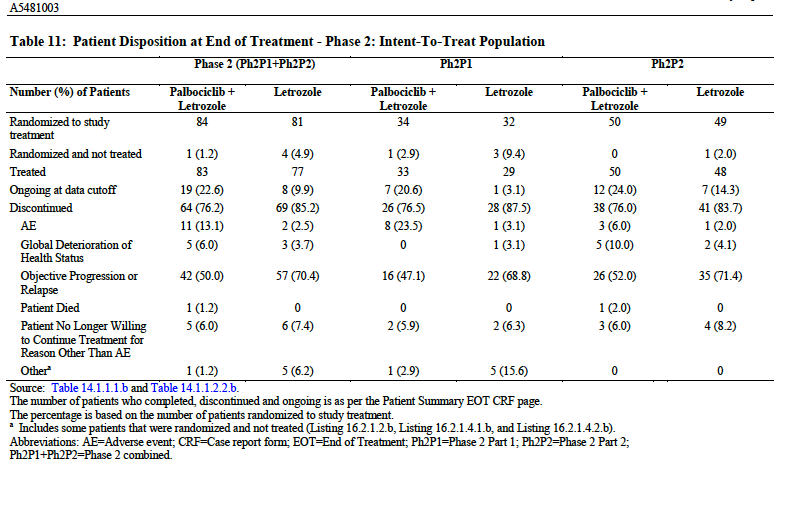 A5481003
Table 11: Patient Disposition at End of Treatment - Phase 2: Intent-To-Treat Population
Phase 2 (Ph2P1+Ph2P2) Ph2P1 Ph2P2
Number (%) of Patients Palbociclib + Letrozole Palbociclib + Letrozole Palbociclib + Letrozole
Letrozole Letrozole Letrozole
Randomized to study 84 81 34 32 50 49
treatment
Randomized and not treated 1 (1.2) 4 (4.9) 1 (2.9) 3 (9.4) 0 1 (2.0)
Treated 83 77 33 29 50 48
Ongoing at data cutoff 19 (22.6) 8 (9.9) 7 (20.6) 1 (3.1) 12 (24.0) 7 (14.3)
Discontinued 64 (76.2) 69 (85.2) 26 (76.5) 28 (87.5) 38 (76.0) 41 (83.7)
AE 11 (13.1) 2 (2.5) 8 (23.5) 1 (3.1) 3 (6.0) 1 (2.0)
Global Deterioration of 5 (6.0) 3 (3.7) 0 1 (3.1) 5 (10.0) 2 (4.1)
Health Status
Objective Progression or 42 (50.0) 57 (70.4) 16 (47.1) 22 (68.8) 26 (52.0) 35 (71.4)
Relapse
Patient Died 1 (1.2) 0 0 0 1 (2.0) 0
Patient No Longer Willing 5 (6.0) 6 (7.4) 2 (5.9) 2 (6.3) 3 (6.0) 4 (8.2)
to Continue Treatment for
Reason Other Than AE
Otherᵃ 1 (1.2) 5 (6.2) 1 (2.9) 5 (15.6) 0 0
Source: Table 14.1.1.1.b and Table 14.1.1.2.2.b.
The number of patients who completed, discontinued and ongoing is as per the Patient Summary EOT CRF page.
The percentage is based on the number of patients randomized to study treatment.
ᵃ Includes some patients that were randomized and not treated (Listing 16.2.1.2.b, Listing 16.2.1.4.1.b, and Listing 16.2.1.4.2.b).
Abbreviations: AE=Adverse event; CRF=Case report form; EOT=End of Treatment; Ph2P1=Phase 2 Part 1; Ph2P2=Phase 2 Part 2;
Ph2P1+Ph2P2=Phase 2 combined.